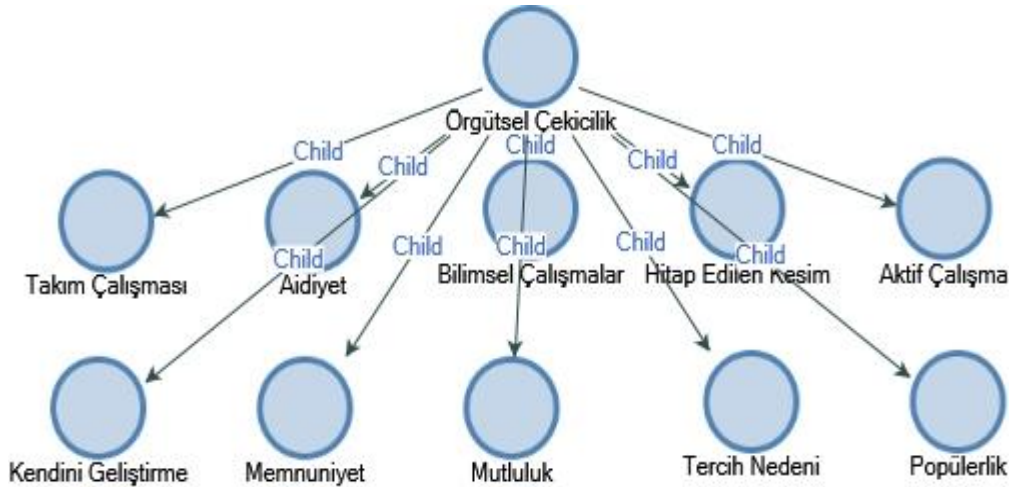 Örgütsel Çekicilik
Child
Child
Child
Child
Child
Takım Çalışması
Aidiyet
Bilimsel Çalışmalar
Hitap Edilen Kesim
Aktif Çalışma
Child
Child
Child
Child
Child
Kendini Geliştirme
Memnuniyet
Mutluluk
Tercih Nedeni
Popülerlik